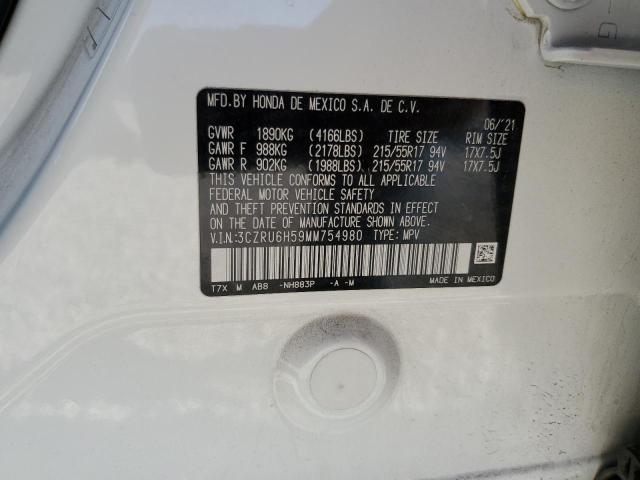 MFD.BY HONDA DE MEXICO S.A. DE C.V.
06/'21
GVWR 1890KG (4166LBS) TIRE SIZE RIM SIZE
GAWR F 988KG (2178LBS) 215/55R17 94V 17X7.5J
GAWR R 902KG (1988LBS) 215/55R17 94V 17X7.5J
THIS VEHICLE CONFORMS TO ALL APPLICABLE
FEDERAL MOTOR VEHICLE SAFETY
AND THEFT PREVENTION STANDARDS IN EFFECT
ON THE DATE OF MANUFACTURE SHOWN ABOVE.
V.I.N:3CZRU6H59MM754980 TYPE: MPV
T7X M AB8 -NH883P -A -M
MADE IN MEXICO